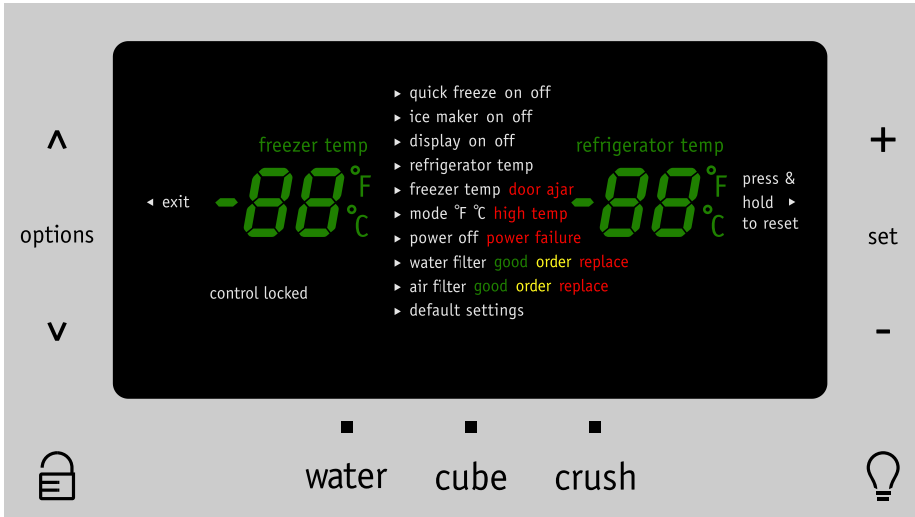 options
◂ exit
freezer temp
-88°F °C
control locked
▸ quick freeze on off
▸ ice maker on off
▸ display on off
▸ refrigerator temp
▸ freezer temp door ajar
▸ mode °F °C high temp
▸ power off power failure
▸ water filter good order replace
▸ air filter good order replace
▸ default settings
refrigerator temp
-88°F °C
press &
hold ▸
to reset
+
set
-
water cube crush